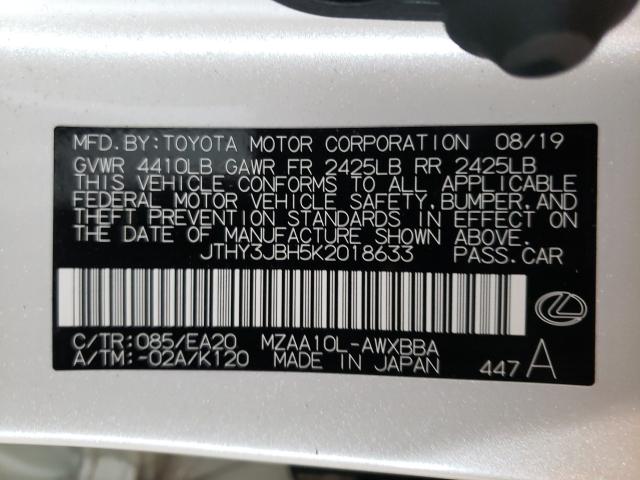 MFD.BY:TOYOTA MOTOR CORPORATION 08/19
GVWR 4410LB GAWR FR 2425LB RR 2425LB
THIS VEHICLE CONFORMS TO ALL APPLICABLE
FEDERAL MOTOR VEHICLE SAFETY,BUMPER,AND
THEFT PREVENTION STANDARDS IN EFFECT ON
THE DATE OF MANUFACTURE SHOWN ABOVE.
JTHY3JBH5K2018633 PASS.CAR
C/TR:085/EA20 MZAA10L-AWXBBA
A/TM:-02A/K120 MADE IN JAPAN 447 A